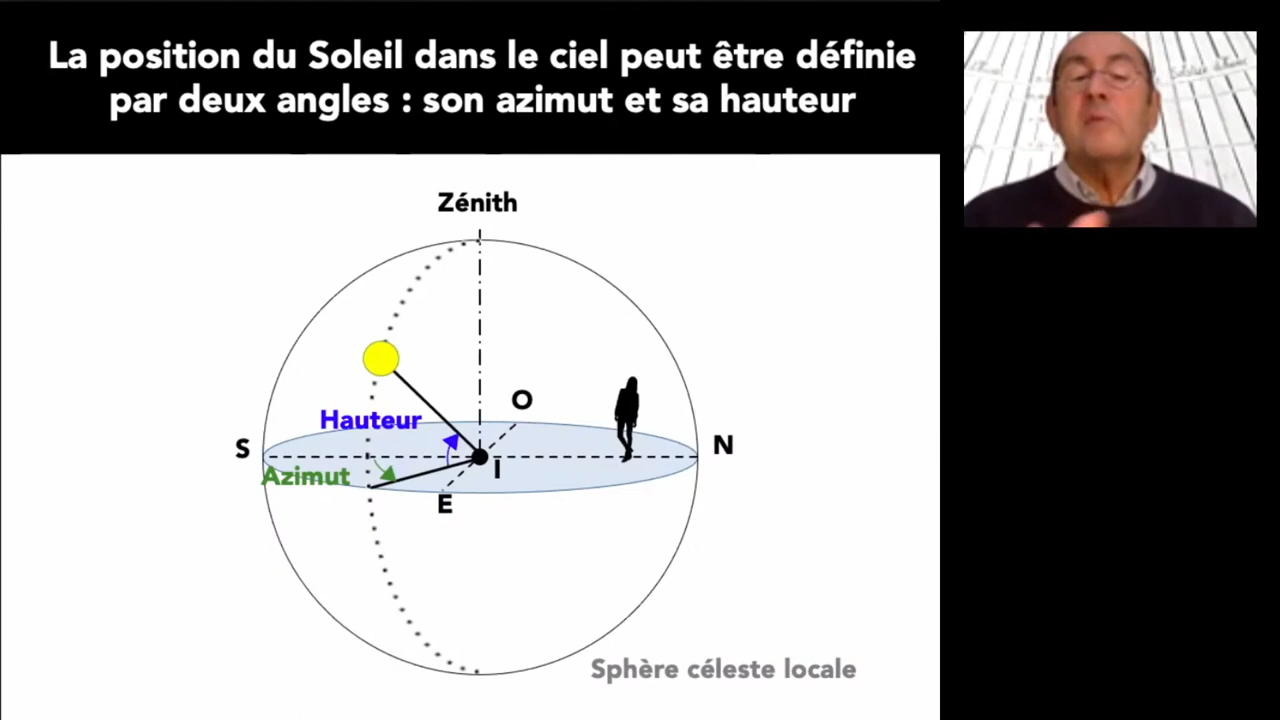 La position du Soleil dans le ciel peut être définie
par deux angles : son azimut et sa hauteur
Zénith
O
Hauteur
S
N
Azimut
I
E
Sphère céleste locale